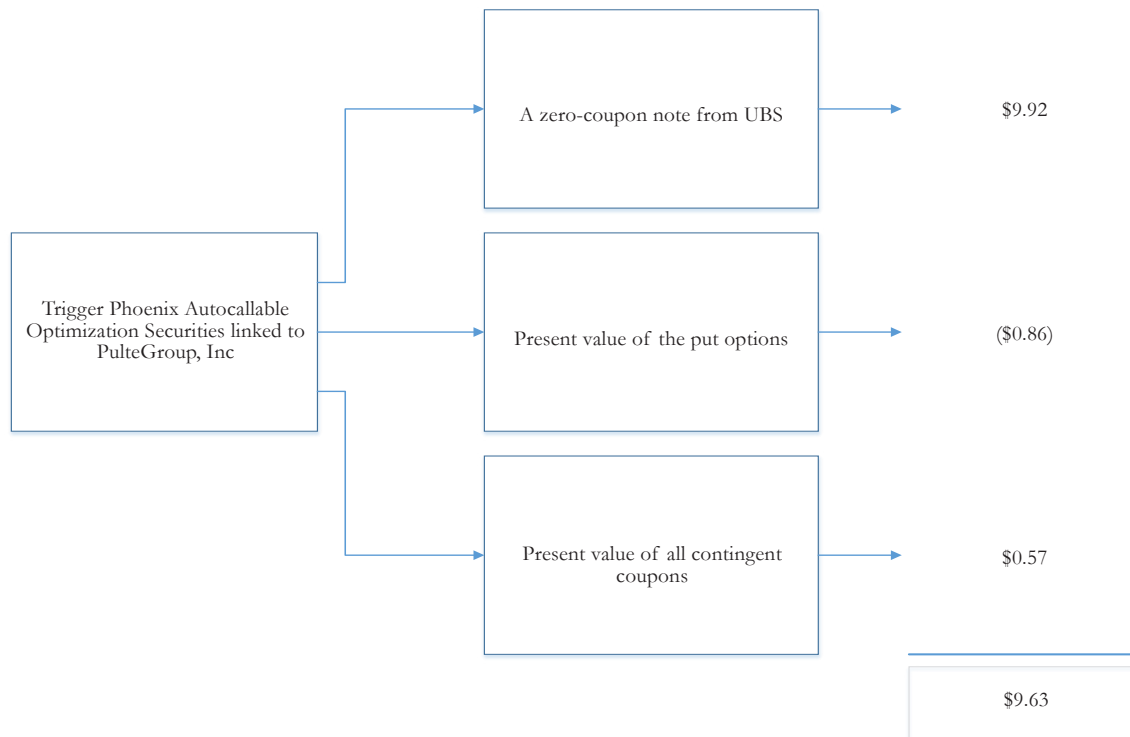 A zero-coupon note from UBS
$9.92
Trigger Phoenix Autocallable
Optimization Securities linked to
PulteGroup, Inc
Present value of the put options
($0.86)
Present value of all contingent
coupons
$0.57
$9.63